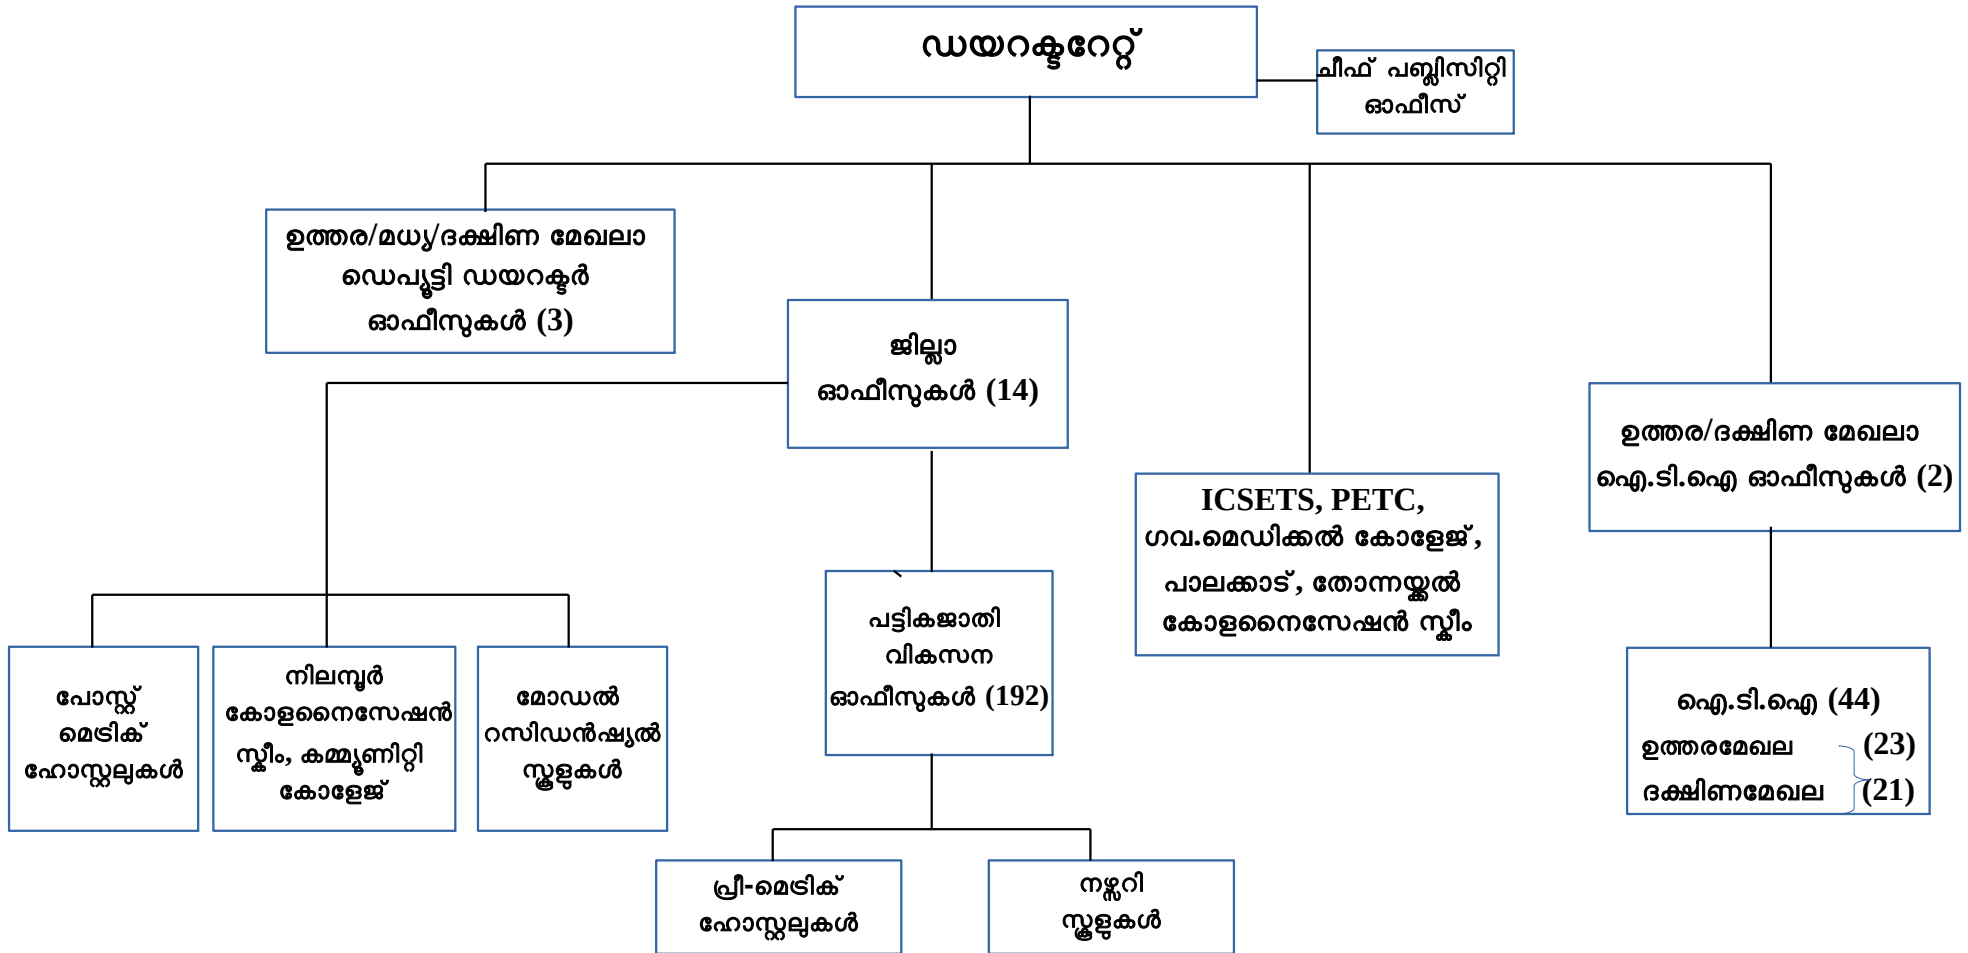 ഡയറക്ടറേറ്റ്
ചീഫ് പബ്ലിസിറ്റി
ഓഫീസ്
ഉത്തര/മധ്യ/ദക്ഷിണ മേഖലാ
ഡെപ്യൂട്ടി ഡയറക്ടർ
ഓഫീസുകൾ (3)
ജില്ലാ
ഓഫീസുകൾ (14)
ICSETS, PETC,
ഗവ.മെഡിക്കൽ കോളേജ്,
പാലക്കാട്, തോന്നയ്ക്കൽ
കോളനൈസേഷൻ സ്കീം
ഉത്തര/ദക്ഷിണ മേഖലാ
ഐ.ടി.ഐ ഓഫീസുകൾ (2)
പോസ്റ്റ്
മെട്രിക്
ഹോസ്റ്റലുകൾ
നിലമ്പൂർ
കോളനൈസേഷൻ
സ്കീം, കമ്മ്യൂണിറ്റി
കോളേജ്
മോഡൽ
റസിഡൻഷ്യൽ
സ്കൂളുകൾ
പട്ടികജാതി
വികസന
ഓഫീസുകൾ (192)
ഐ.ടി.ഐ (44)
ഉത്തരമേഖല (23)
ദക്ഷിണമേഖല (21)
പ്രീ-മെട്രിക്
ഹോസ്റ്റലുകൾ
നഴ്സറി
സ്കൂളുകൾ